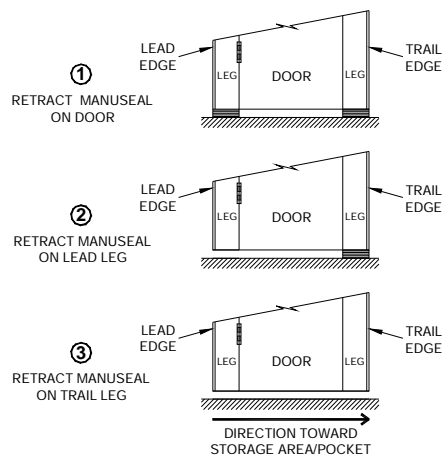 1
RETRACT MANUSEAL
ON DOOR
LEAD
EDGE
LEG
DOOR
LEG
TRAIL
EDGE
2
RETRACT MANUSEAL
ON LEAD LEG
LEAD
EDGE
LEG
DOOR
LEG
TRAIL
EDGE
3
RETRACT MANUSEAL
ON TRAIL LEG
LEAD
EDGE
LEG
DOOR
LEG
TRAIL
EDGE
DIRECTION TOWARD
STORAGE AREA/POCKET